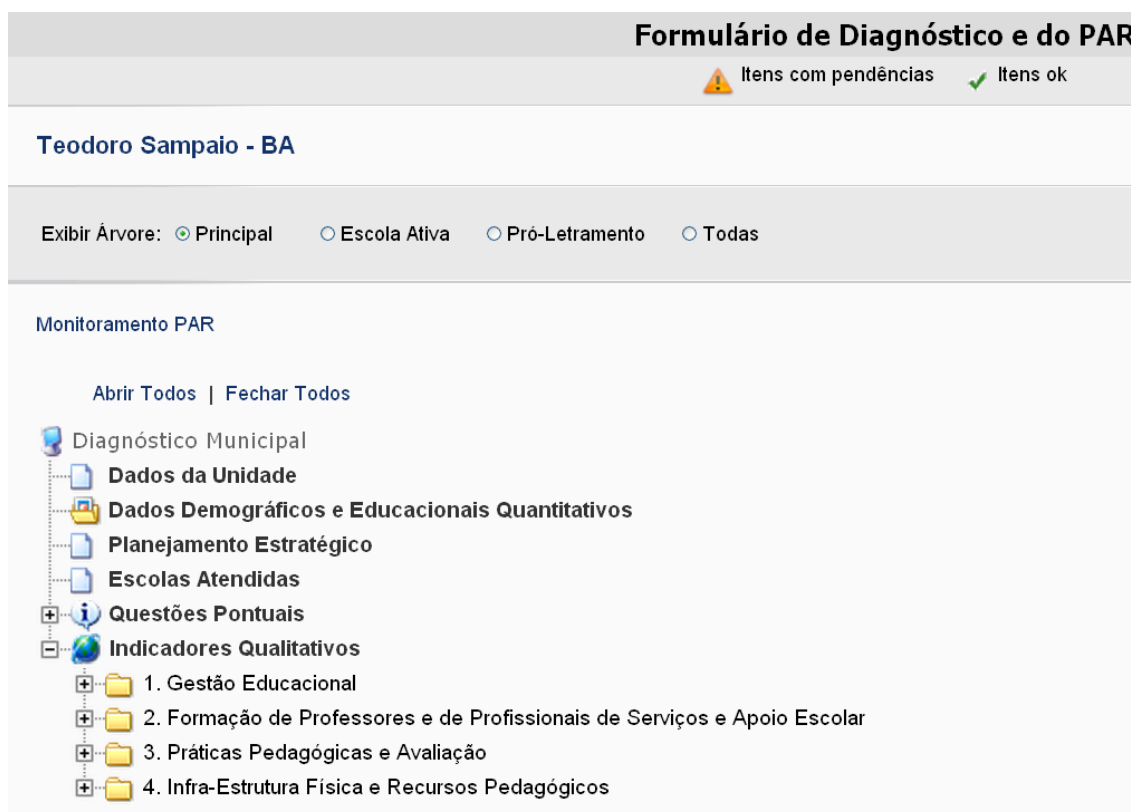 Formulário de Diagnóstico e do PAR
Itens com pendências Itens ok
Teodoro Sampaio - BA
Exibir Árvore: Principal Escola Ativa Pró-Letramento Todas
Monitoramento PAR
Abrir Todos | Fechar Todos
Diagnóstico Municipal
Dados da Unidade
Dados Demográficos e Educacionais Quantitativos
Planejamento Estratégico
Escolas Atendidas
Questões Pontuais
Indicadores Qualitativos
1. Gestão Educacional
2. Formação de Professores e de Profissionais de Serviços e Apoio Escolar
3. Práticas Pedagógicas e Avaliação
4. Infra-Estrutura Física e Recursos Pedagógicos